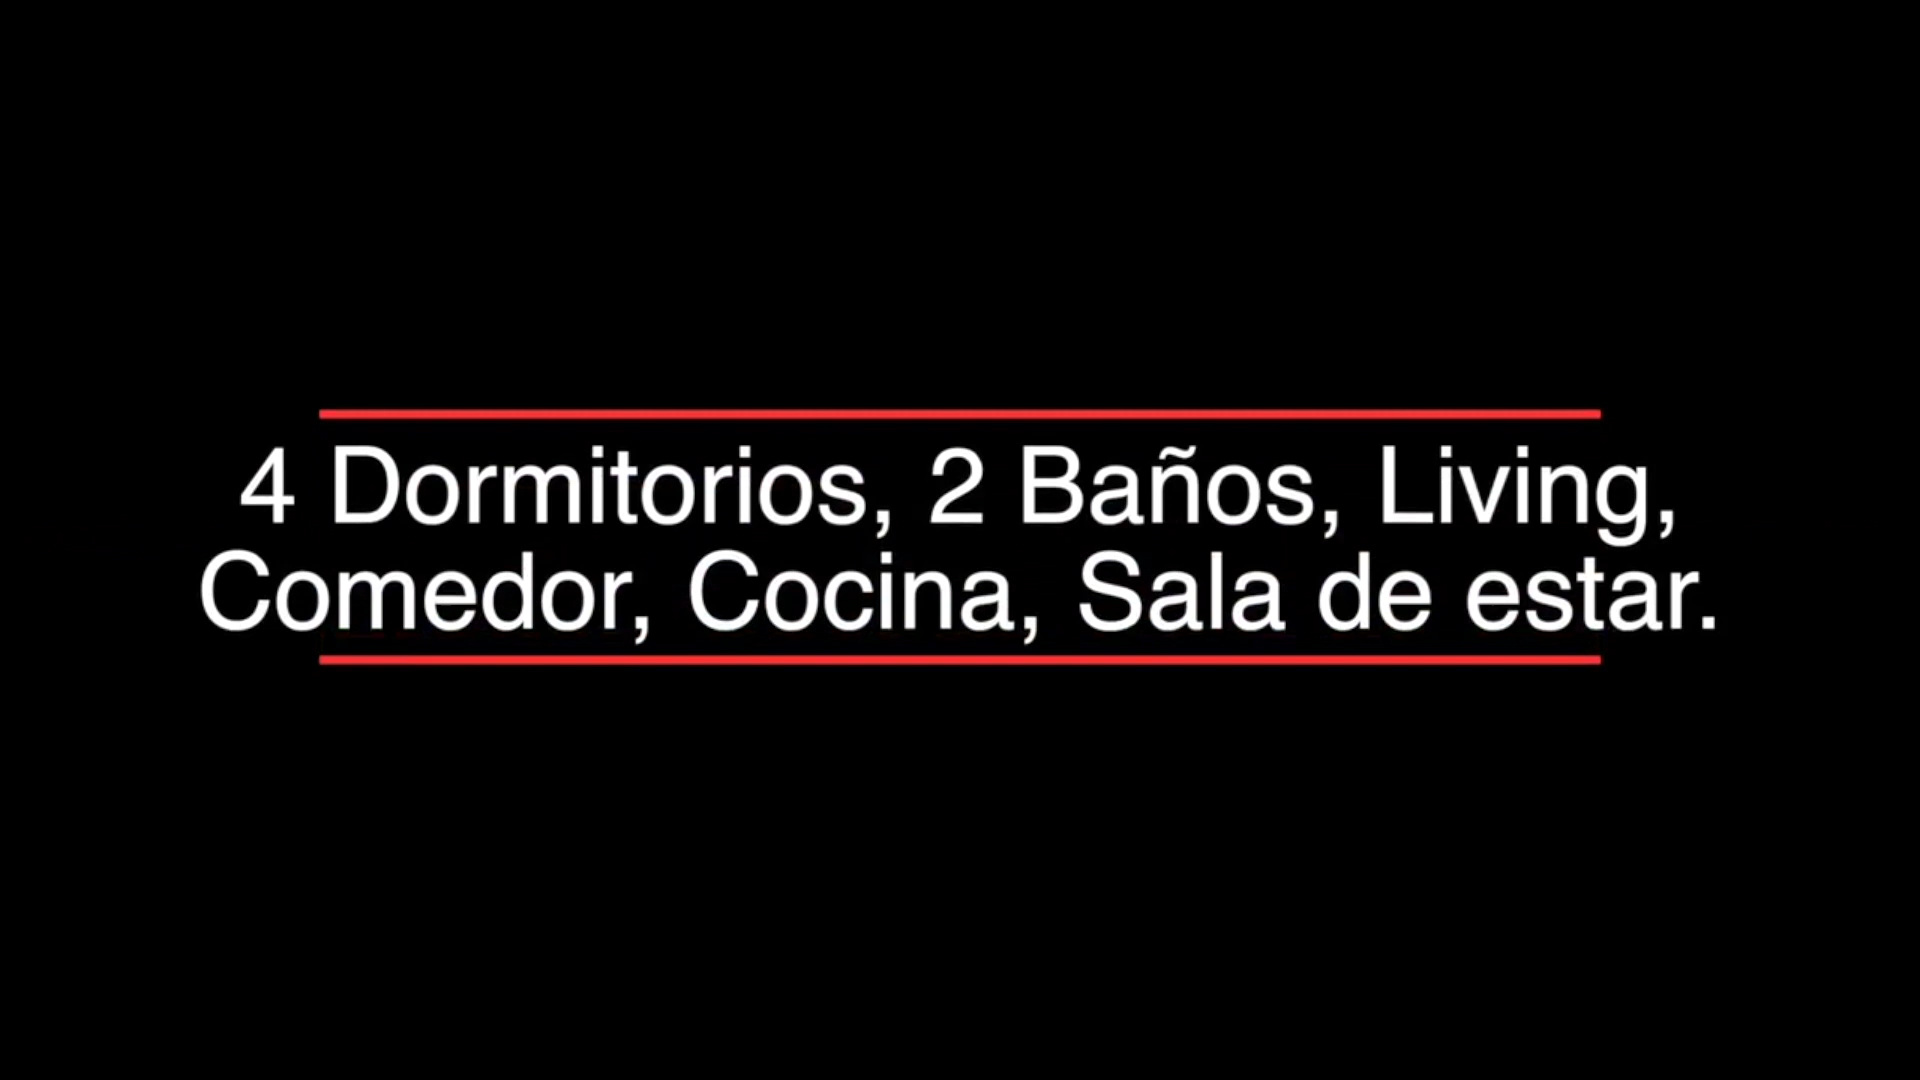 4 Dormitorios, 2 Baños, Living,
Comedor, Cocina, Sala de estar.